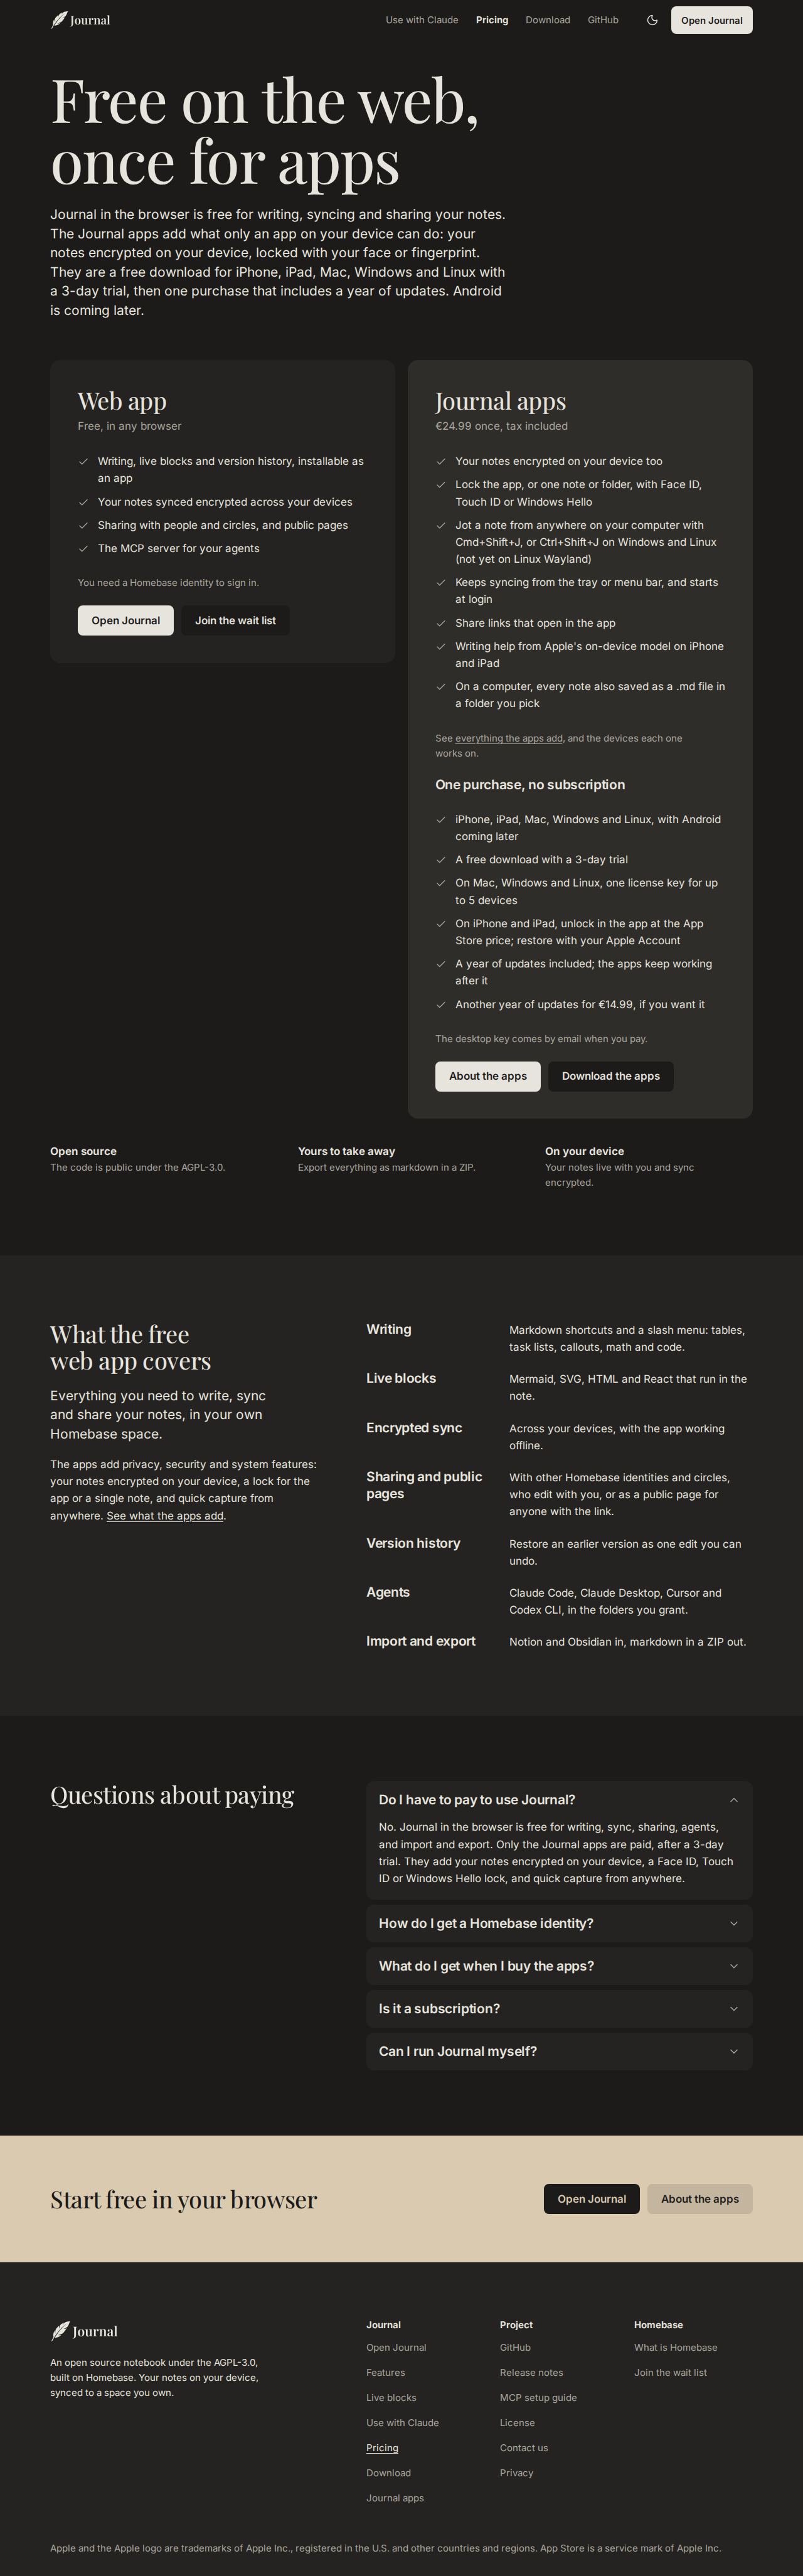 Journal
Use with Claude
Pricing
Download
GitHub
Open Journal
Free on the web,
once for apps
Journal in the browser is free for writing, syncing and sharing your notes.
The Journal apps add what only an app on your device can do: your
notes encrypted on your device, locked with your face or fingerprint.
They are a free download for iPhone, iPad, Mac, Windows and Linux with
a 3-day trial, then one purchase that includes a year of updates. Android
is coming later.
Web app
Free, in any browser
Writing, live blocks and version history, installable as
an app
Your notes synced encrypted across your devices
Sharing with people and circles, and public pages
The MCP server for your agents
You need a Homebase identity to sign in.
Open Journal
Join the wait list
Journal apps
€24.99 once, tax included
Your notes encrypted on your device too
Lock the app, or one note or folder, with Face ID,
Touch ID or Windows Hello
Jot a note from anywhere on your computer with
Cmd+Shift+J, or Ctrl+Shift+J on Windows and Linux
(not yet on Linux Wayland)
Keeps syncing from the tray or menu bar, and starts
at login
Share links that open in the app
Writing help from Apple's on-device model on iPhone
and iPad
On a computer, every note also saved as a .md file in
a folder you pick
See everything the apps add, and the devices each one
works on.
One purchase, no subscription
iPhone, iPad, Mac, Windows and Linux, with Android
coming later
A free download with a 3-day trial
On Mac, Windows and Linux, one license key for up
to 5 devices
On iPhone and iPad, unlock in the app at the App
Store price; restore with your Apple Account
A year of updates included; the apps keep working
after it
Another year of updates for €14.99, if you want it
The desktop key comes by email when you pay.
About the apps
Download the apps
Open source
The code is public under the AGPL-3.0.
Yours to take away
Export everything as markdown in a ZIP.
On your device
Your notes live with you and sync
encrypted.
What the free
web app covers
Everything you need to write, sync
and share your notes, in your own
Homebase space.
The apps add privacy, security and system features:
your notes encrypted on your device, a lock for the
app or a single note, and quick capture from
anywhere. See what the apps add.
Writing
Markdown shortcuts and a slash menu: tables,
task lists, callouts, math and code.
Live blocks
Mermaid, SVG, HTML and React that run in the
note.
Encrypted sync
Across your devices, with the app working
offline.
Sharing and public
pages
With other Homebase identities and circles,
who edit with you, or as a public page for
anyone with the link.
Version history
Restore an earlier version as one edit you can
undo.
Agents
Claude Code, Claude Desktop, Cursor and
Codex CLI, in the folders you grant.
Import and export
Notion and Obsidian in, markdown in a ZIP out.
Questions about paying
Do I have to pay to use Journal?
No. Journal in the browser is free for writing, sync, sharing, agents,
and import and export. Only the Journal apps are paid, after a 3-day
trial. They add your notes encrypted on your device, a Face ID, Touch
ID or Windows Hello lock, and quick capture from anywhere.
How do I get a Homebase identity?
What do I get when I buy the apps?
Is it a subscription?
Can I run Journal myself?
Start free in your browser
Open Journal
About the apps
Journal
An open source notebook under the AGPL-3.0,
built on Homebase. Your notes on your device,
synced to a space you own.
Journal
Open Journal
Features
Live blocks
Use with Claude
Pricing
Download
Journal apps
Project
GitHub
Release notes
MCP setup guide
License
Contact us
Privacy
Homebase
What is Homebase
Join the wait list
Apple and the Apple logo are trademarks of Apple Inc., registered in the U.S. and other countries and regions. App Store is a service mark of Apple Inc.